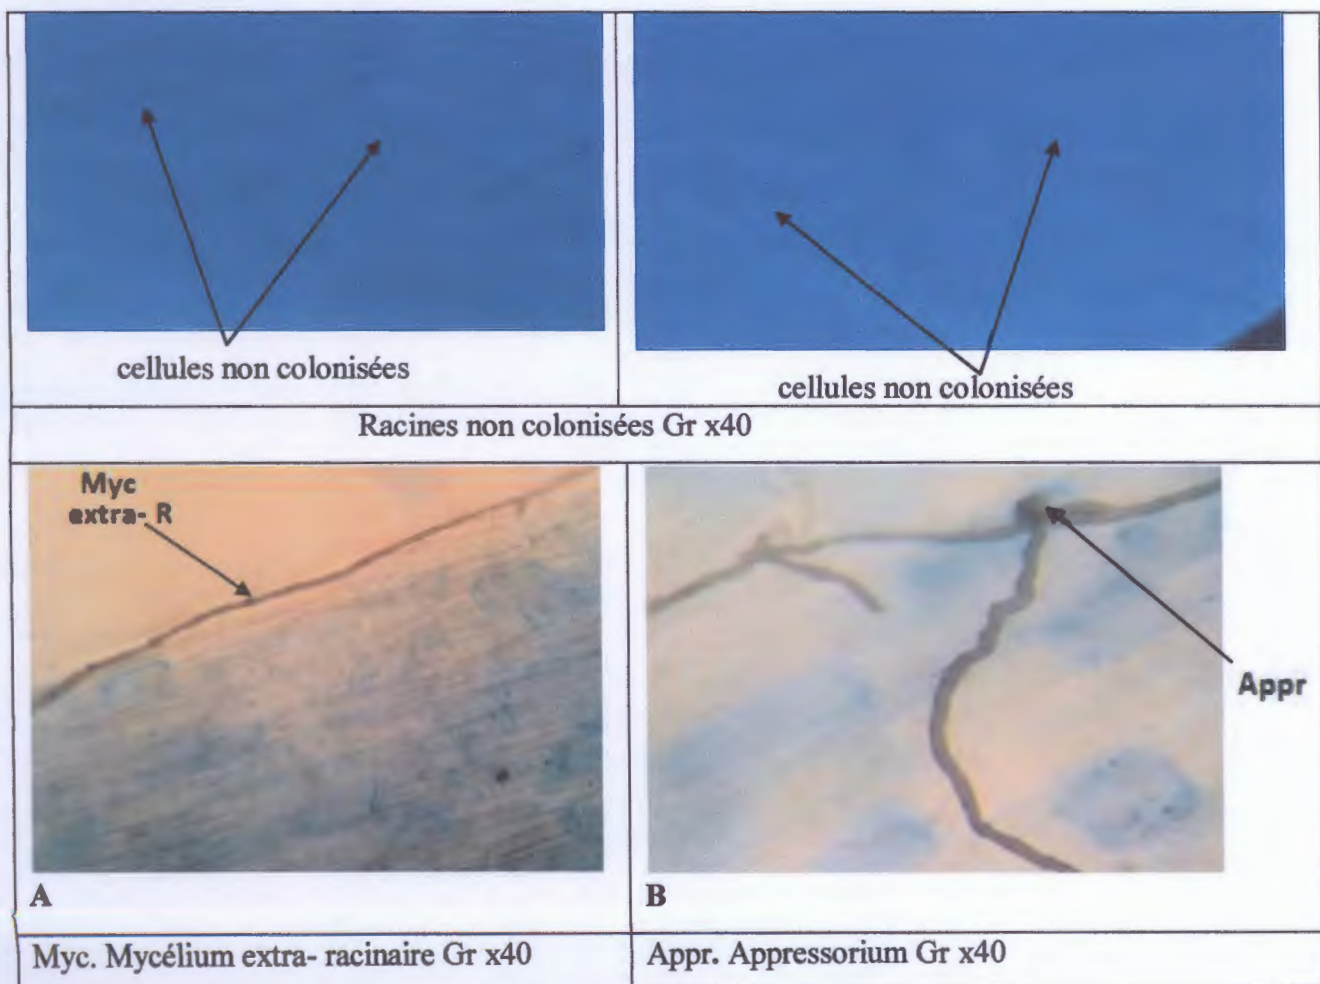 cellules non colonisées
cellules non colonisées
Racines non colonisées Gr x40
Myc
extra- R
Appr
A
B
Myc. Mycélium extra- racinaire Gr x40
Appr. Appressorium Gr x40